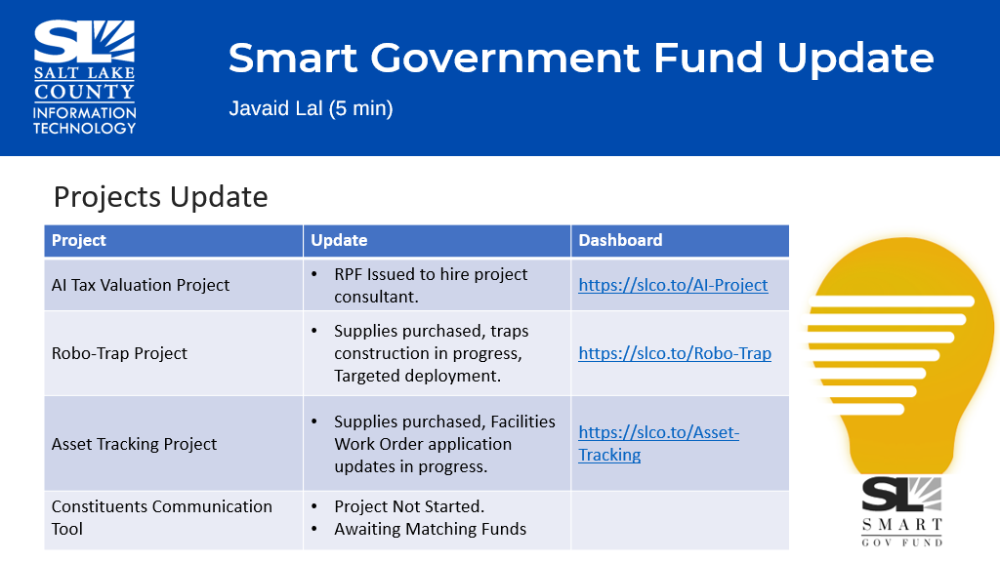 SL
SALT LAKE
COUNTY
INFORMATION
TECHNOLOGY
Smart Government Fund Update
Javaid Lal (5 min)
Projects Update
Project Update Dashboard
AI Tax Valuation Project
• RPF Issued to hire project
consultant.
https://slco.to/AI-Project
Robo-Trap Project
• Supplies purchased, traps
construction in progress,
Targeted deployment.
https://slco.to/Robo-Trap
Asset Tracking Project
• Supplies purchased, Facilities
Work Order application
updates in progress.
https://slco.to/Asset-
Tracking
Constituents Communication
Tool
• Project Not Started.
• Awaiting Matching Funds
SL
SMART
GOV FUND